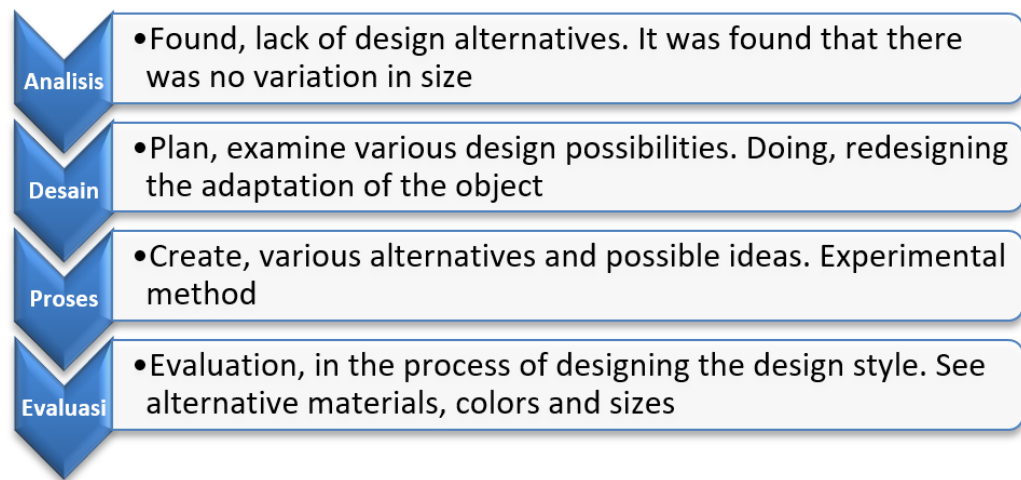 Analisis
•Found, lack of design alternatives. It was found that there
was no variation in size
Desain
•Plan, examine various design possibilities. Doing, redesigning
the adaptation of the object
Proses
•Create, various alternatives and possible ideas. Experimental
method
Evaluasi
•Evaluation, in the process of designing the design style. See
alternative materials, colors and sizes